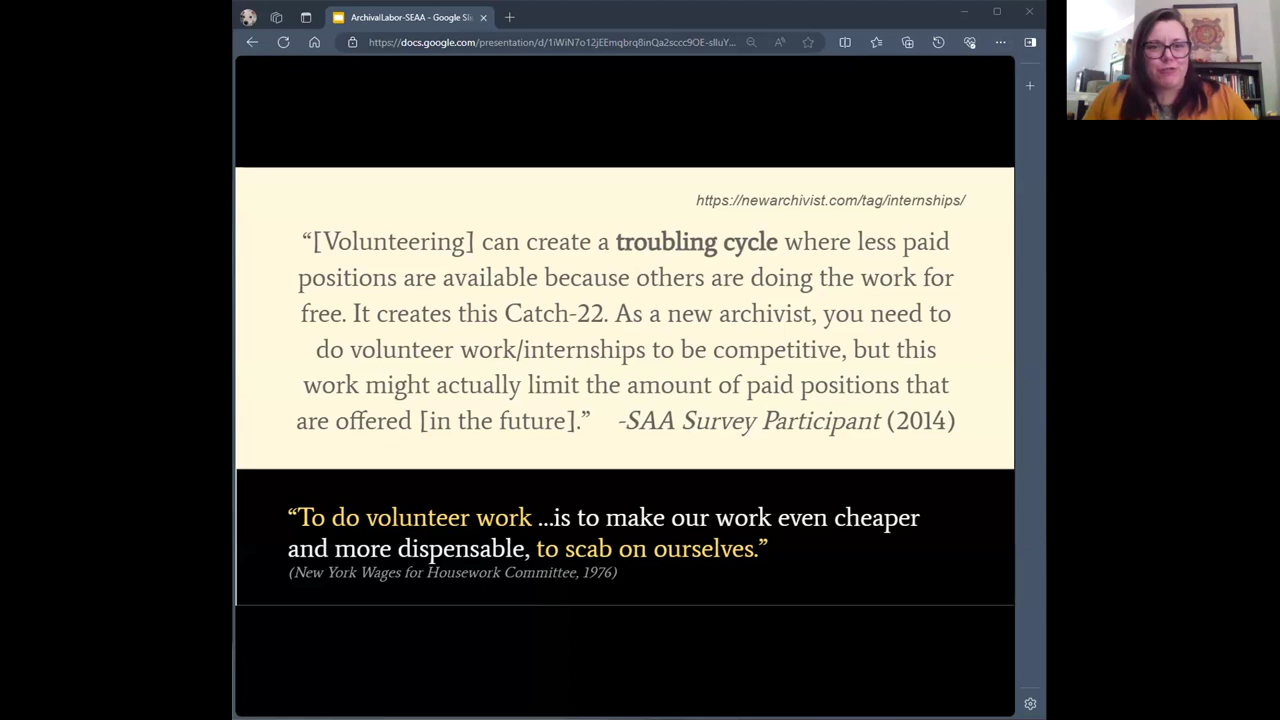 ArchivalLabor-SEAA - Google Sli
https://docs.google.com/presentation/d/
https://newarchivist.com/tag/internships/
“[Volunteering] can create a troubling cycle where less paid
positions are available because others are doing the work for
free. It creates this Catch-22. As a new archivist, you need to
do volunteer work/internships to be competitive, but this
work might actually limit the amount of paid positions that
are offered [in the future].” -SAA Survey Participant (2014)
“To do volunteer work ...is to make our work even cheaper
and more dispensable, to scab on ourselves.”
(New York Wages for Housework Committee, 1976)